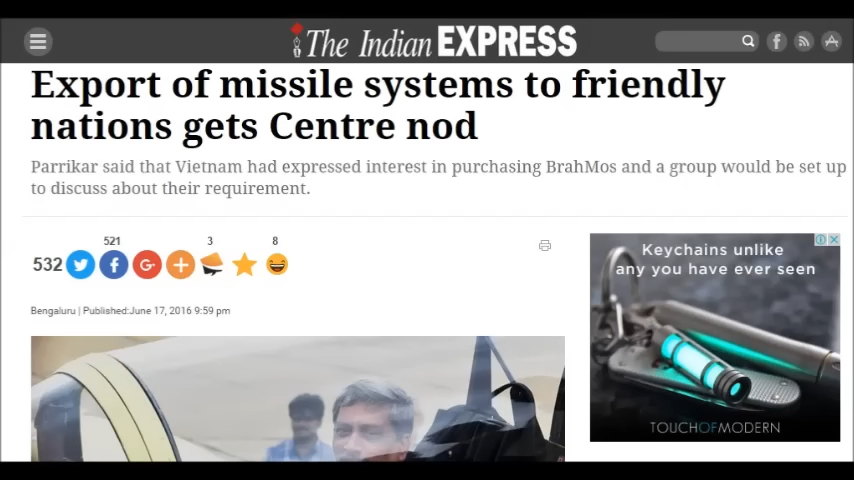 The Indian EXPRESS
Export of missile systems to friendly
nations gets Centre nod
Parrikar said that Vietnam had expressed interest in purchasing BrahMos and a group would be set up
to discuss about their requirement.
521 3 8
532
Bengaluru | Published:June 17, 2016 9:59 pm
Keychains unlike
any you have ever seen
TOUCHOFMODERN